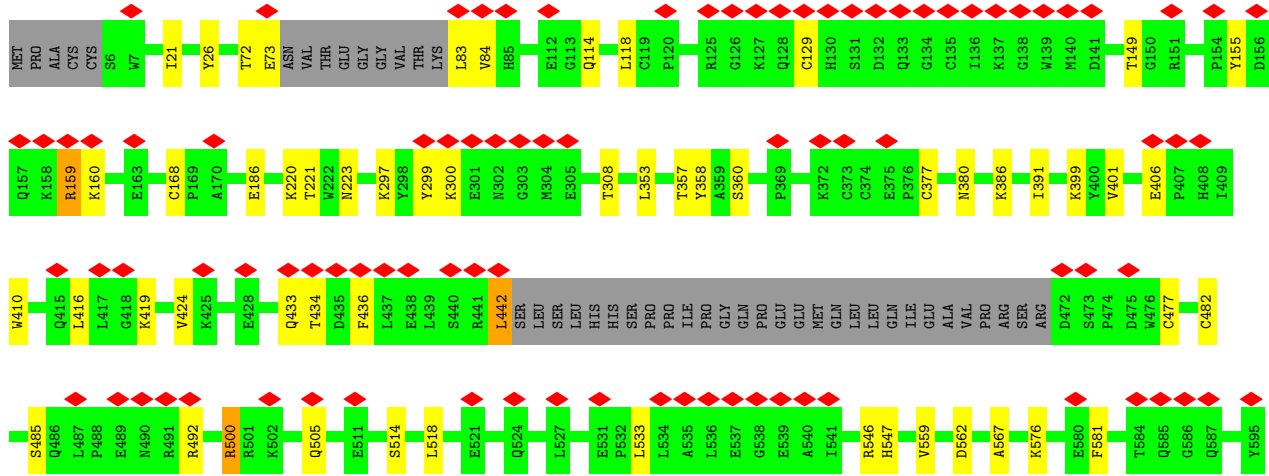 MET PRO ALA CYS CYS S6 W7 I21 Y26 T72 E73 ASN VAL THR GLU GLY GLY VAL THR LYS L83 V84 H85 E112 G113 Q114 L118 C119 P120 R125 G126 K127 Q128 C129 H130 S131 D132 Q133 G134 C135 I136 K137 G138 W139 M140 D141 T149 G150 R151 P154 Y155 D156
Q157 K158 R159 K160 E163 C168 P169 A170 E186 K220 T221 W222 N223 K297 Y298 Y299 K300 E301 N302 G303 M304 E305 T308 L353 T357 Y358 A359 S360 P369 K372 C373 C374 E375 P376 C377 N380 K386 I391 K399 Y400 V401 E406 P407 H408 I409
W410 Q415 L416 L417 G418 K419 V424 K425 E428 Q433 T434 D435 F436 L437 E438 L439 S440 R441 L442 SER LEU SER LEU HIS HIS SER PRO PRO ILE PRO GLY GLN PRO GLU GLU MET GLN LEU LEU GLN ILE GLU ALA VAL PRO ARG SER ARG D472 S473 P474 D475 W476 C477 C482
S485 Q486 L487 P488 E489 N490 R491 R492 R500 R501 K502 Q505 E511 S514 L518 E521 Q524 L527 E531 P532 L533 L534 A535 L536 E537 G538 E539 A540 I541 R546 H547 V559 D562 A567 K576 E580 F581 T584 Q585 G586 Q587 Y595